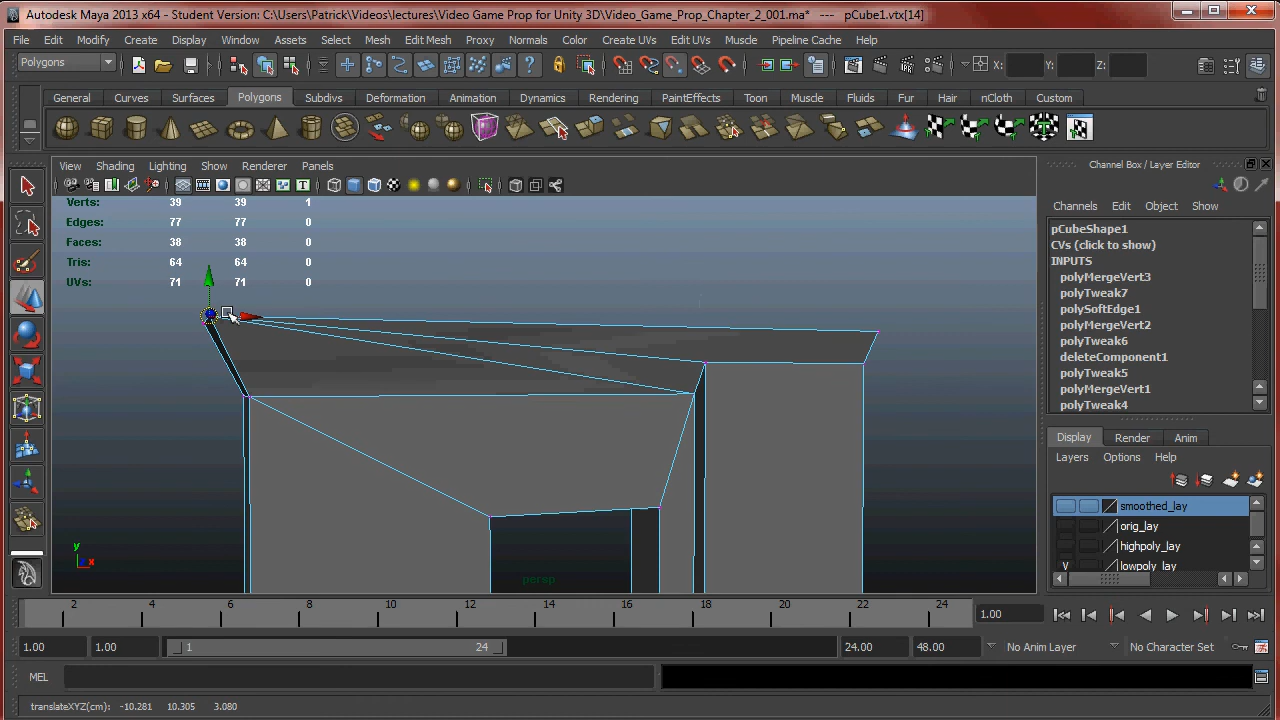 Autodesk Maya 2013 x64 - Student Version: C:\Users\Patrick\Videos\lectures\Video Game Prop for Unity 3D\Video_Game_Prop_Chapter_2_001.ma* --- pCube1.vtx[14]
File Edit Modify Create Display Window Assets Select Mesh Edit Mesh Proxy Normals Color Create UVs Edit UVs Muscle Pipeline Cache Help
Polygons X: Y: Z:
General Curves Surfaces Polygons Subdivs Deformation Animation Dynamics Rendering PaintEffects Toon Muscle Fluids Fur Hair nCloth Custom
View Shading Lighting Show Renderer Panels
Channel Box / Layer Editor
Channels Edit Object Show
Verts: 39 39 1
Edges: 77 77 0
Faces: 38 38 0
Tris: 64 64 0
UVs: 71 71 0
pCubeShape1
CVs (click to show)
INPUTS
polyMergeVert3
polyTweak7
polySoftEdge1
polyMergeVert2
polyTweak6
deleteComponent1
polyTweak5
polyMergeVert1
polyTweak4
Display Render Anim
Layers Options Help
smoothed_lay
orig_lay
highpoly_lay
V lowpoly_lay
y
x
persp
2 4 6 8 10 12 14 16 18 20 22 24
1.00
1.00 1.00 1 24 24.00 48.00 No Anim Layer No Character Set
MEL
translateXYZ(cm): -10.281 10.305 3.080